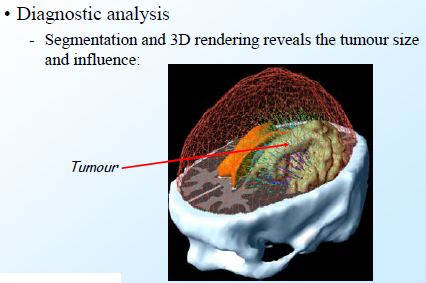 • Diagnostic analysis
- Segmentation and 3D rendering reveals the tumour size
and influence:
Tumour